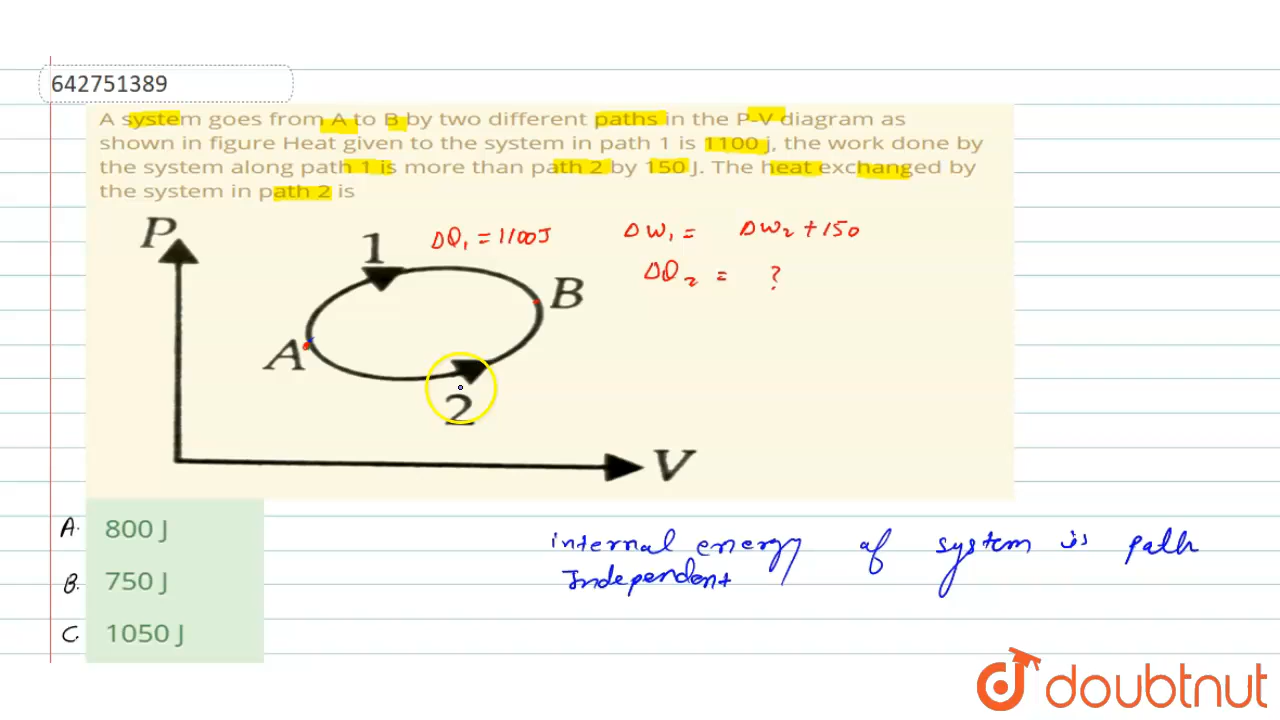 642751389
A system goes from A to B by two different paths in the P-V diagram as
shown in figure Heat given to the system in path 1 is 1100 j, the work done by
the system along path 1 is more than path 2 by 150 J. The heat exchanged by
the system in path 2 is
P
1
ΔQ₁ = 1100J
ΔW₁ = ΔW₂ + 150
ΔQ₂ = ?
B
A
2
V
A. 800 J
B. 750 J
C. 1050 J
internal energy of system is path
Independent
doubtnut